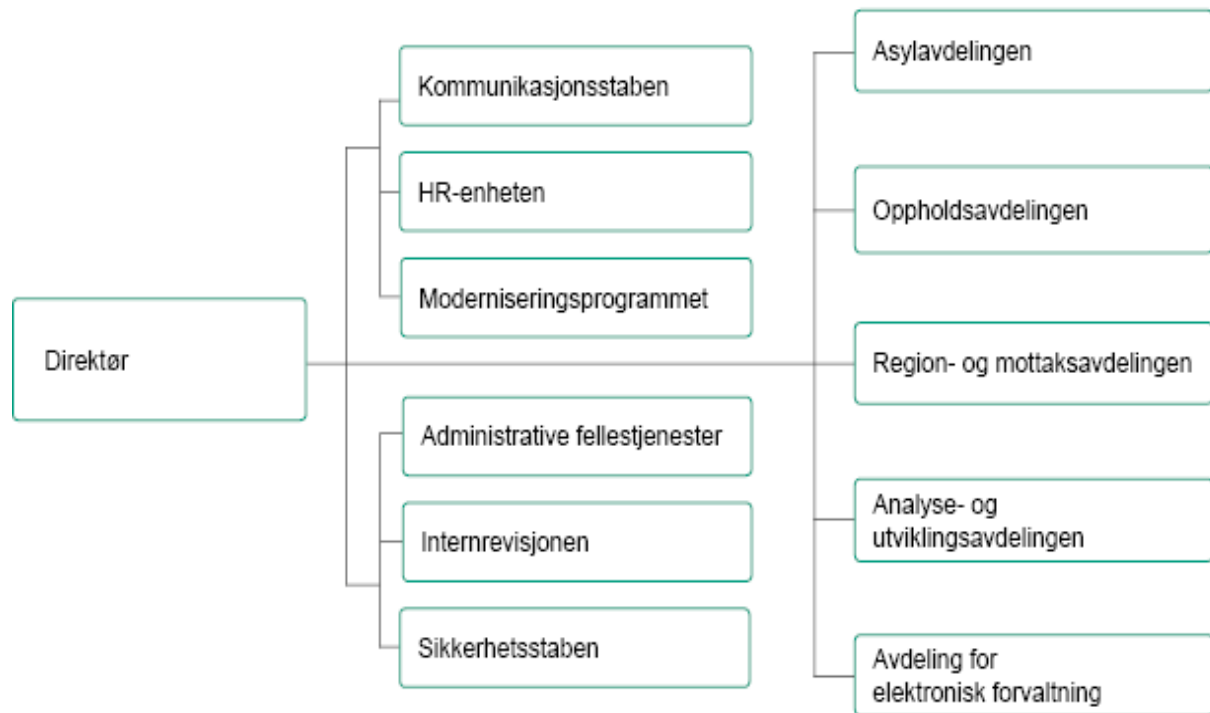 Direktør
Kommunikasjonsstaben
HR-enheten
Moderniseringsprogrammet
Administrative fellestjenester
Internrevisjonen
Sikkerhetsstaben
Asylavdelingen
Oppholdsavdelingen
Region- og mottaksavdelingen
Analyse- og
utviklingsavdelingen
Avdeling for
elektronisk forvaltning